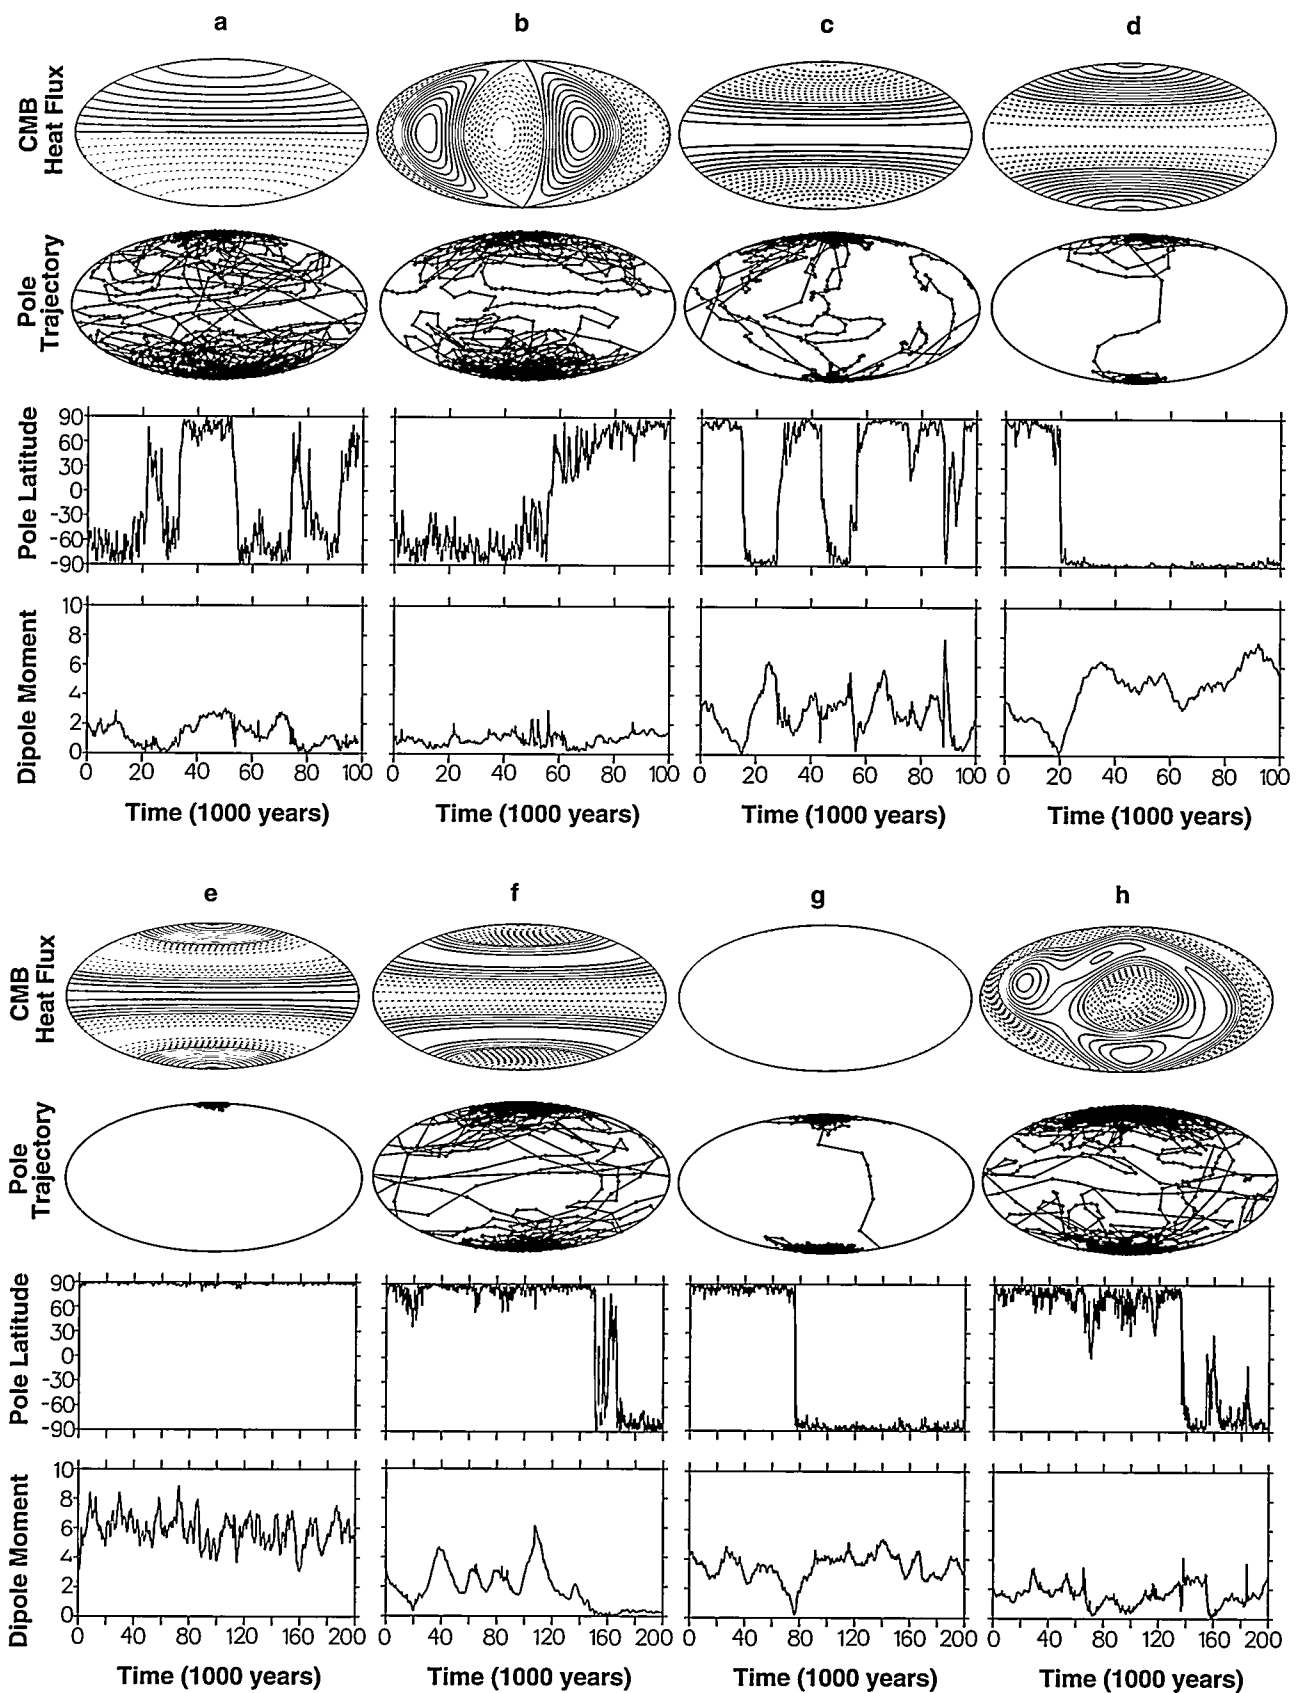 a b c d
CMB
Heat Flux
Pole
Trajectory
Pole Latitude
90
60
30
0
-30
-60
-90
Dipole Moment
10
8
6
4
2
0
0 20 40 60 80 100 0 20 40 60 80 100 0 20 40 60 80 100 0 20 40 60 80 100
Time (1000 years) Time (1000 years) Time (1000 years) Time (1000 years)
e f g h
CMB
Heat Flux
Pole
Trajectory
Pole Latitude
90
60
30
0
-30
-60
-90
Dipole Moment
10
8
6
4
2
0
0 40 80 120 160 200 0 40 80 120 160 200 0 40 80 120 160 200 0 40 80 120 160 200
Time (1000 years) Time (1000 years) Time (1000 years) Time (1000 years)